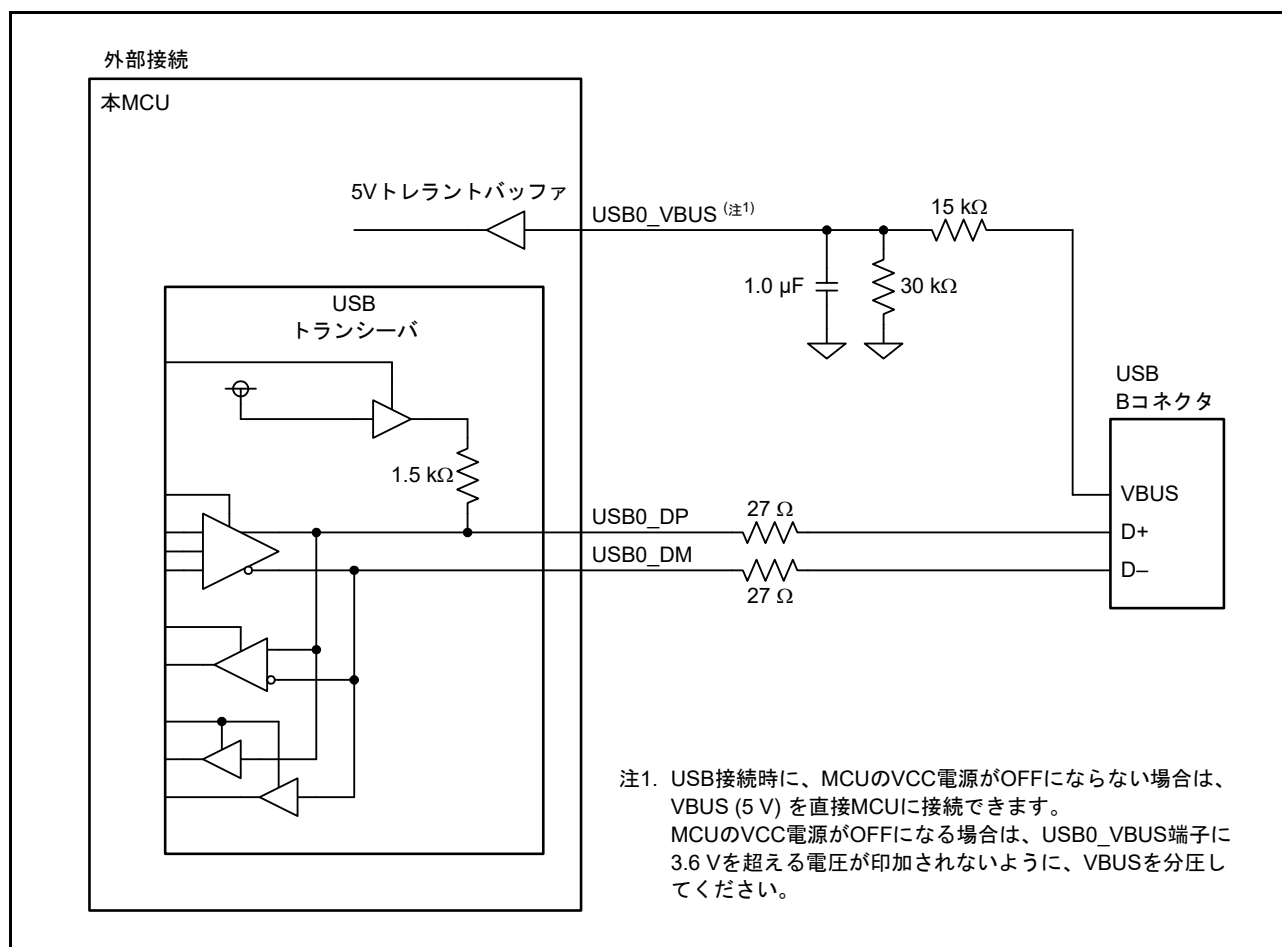 外部接続
本MCU
5Vトレラントバッファ
USB0_VBUS (注1)
15 kΩ
1.0 µF
30 kΩ
USB
トランシーバ
USB
Bコネクタ
1.5 kΩ
VBUS
USB0_DP
27 Ω
D+
USB0_DM
27 Ω
D–
注1. USB接続時に、MCUのVCC電源がOFFにならない場合は、
VBUS (5 V) を直接MCUに接続できます。
MCUのVCC電源がOFFになる場合は、USB0_VBUS端子に
3.6 Vを超える電圧が印加されないように、VBUSを分圧し
てください。